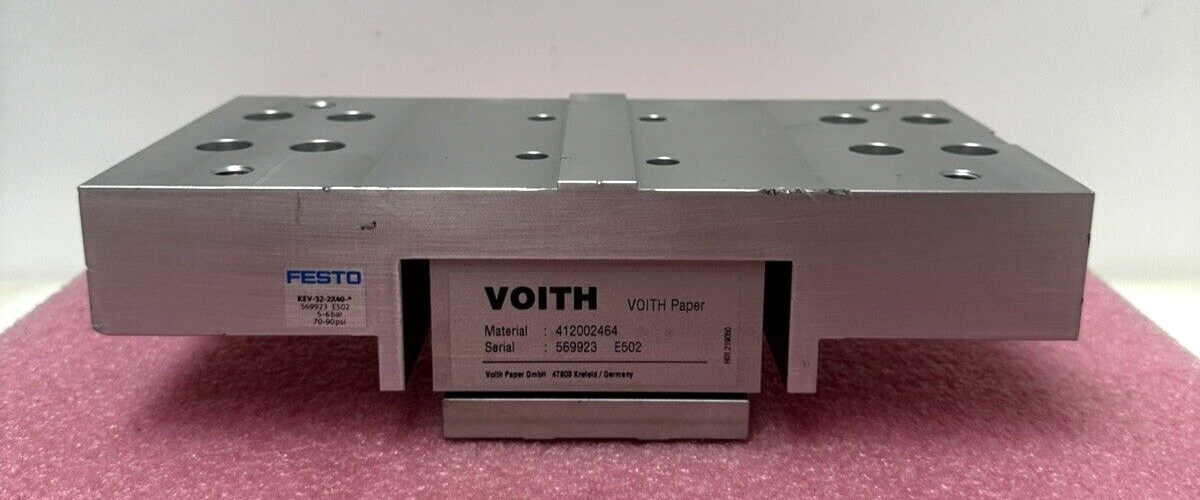 FESTO
KEV-32-2X40-*
569923 E502
5-6bar
70-90psi
VOITH VOITH Paper
Material : 412002464
Serial : 569923 E502
Voith Paper GmbH 47803 Krefeld / Germany
H01219050